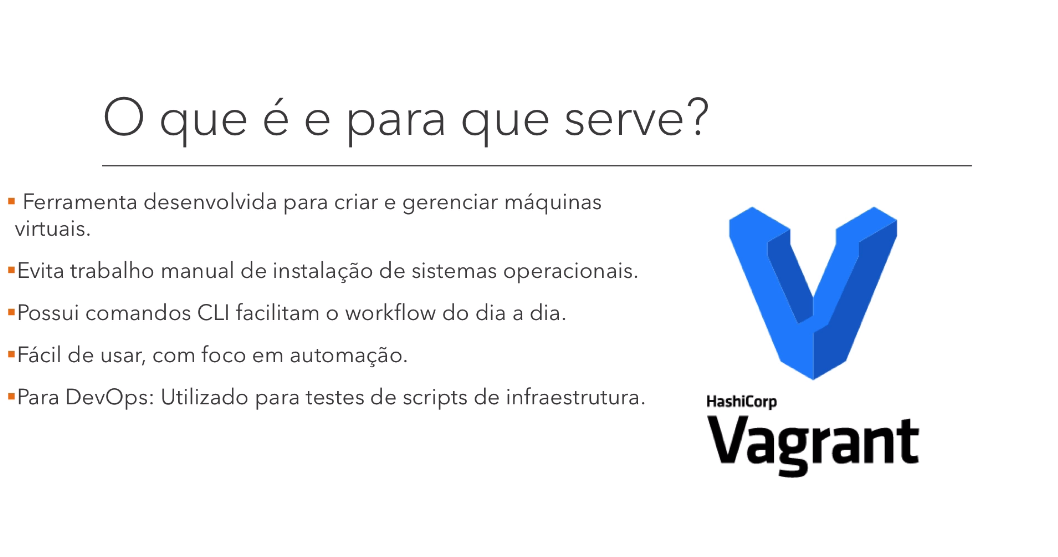 O que é e para que serve?
▪ Ferramenta desenvolvida para criar e gerenciar máquinas
virtuais.
▪Evita trabalho manual de instalação de sistemas operacionais.
▪Possui comandos CLI facilitam o workflow do dia a dia.
▪Fácil de usar, com foco em automação.
▪Para DevOps: Utilizado para testes de scripts de infraestrutura.
HashiCorp
Vagrant